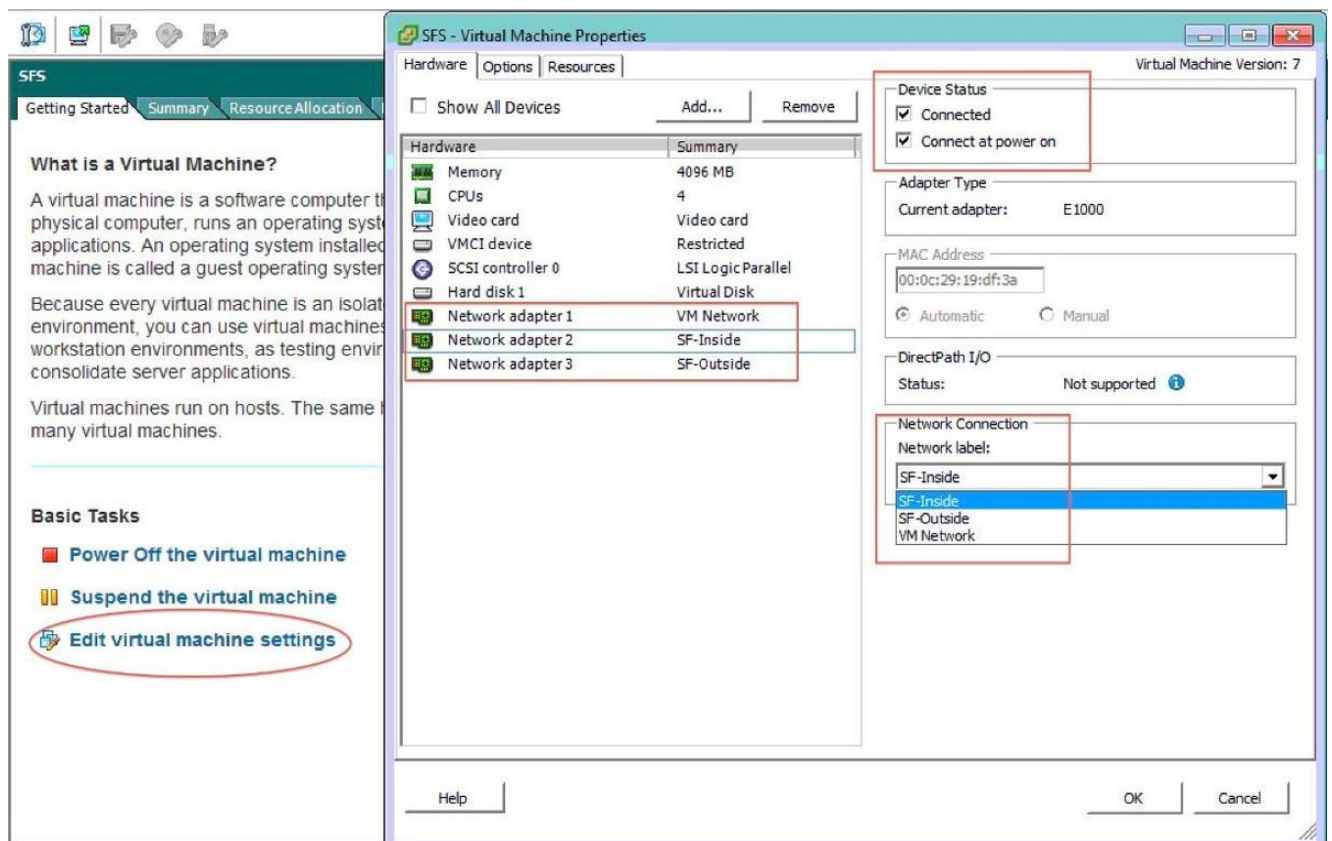 SFS
Getting Started Summary Resource Allocation
What is a Virtual Machine?
A virtual machine is a software computer
physical computer, runs an operating
applications. An operating system installed
machine is called a guest operating
Because every virtual machine is an
environment, you can use virtual machines
workstation environments, as testing
consolidate server applications.
Virtual machines run on hosts. The same
many virtual machines.
Basic Tasks
Power Off the virtual machine
Suspend the virtual machine
Edit virtual machine settings
SFS - Virtual Machine Properties
Hardware Options Resources
Virtual Machine Version: 7
Show All Devices Add... Remove
Hardware Summary
Memory 4096 MB
CPUs 4
Video card Video card
VMCI device Restricted
SCSI controller 0 LSI Logic Parallel
Hard disk 1 Virtual Disk
Network adapter 1 VM Network
Network adapter 2 SF-Inside
Network adapter 3 SF-Outside
Device Status
Connected
Connect at power on
Adapter Type
Current adapter: E1000
MAC Address
00:0c:29:19:df:3a
Automatic Manual
DirectPath I/O
Status: Not supported
Network Connection
Network label:
SF-Inside
SF-Inside
SF-Outside
VM Network
Help OK Cancel